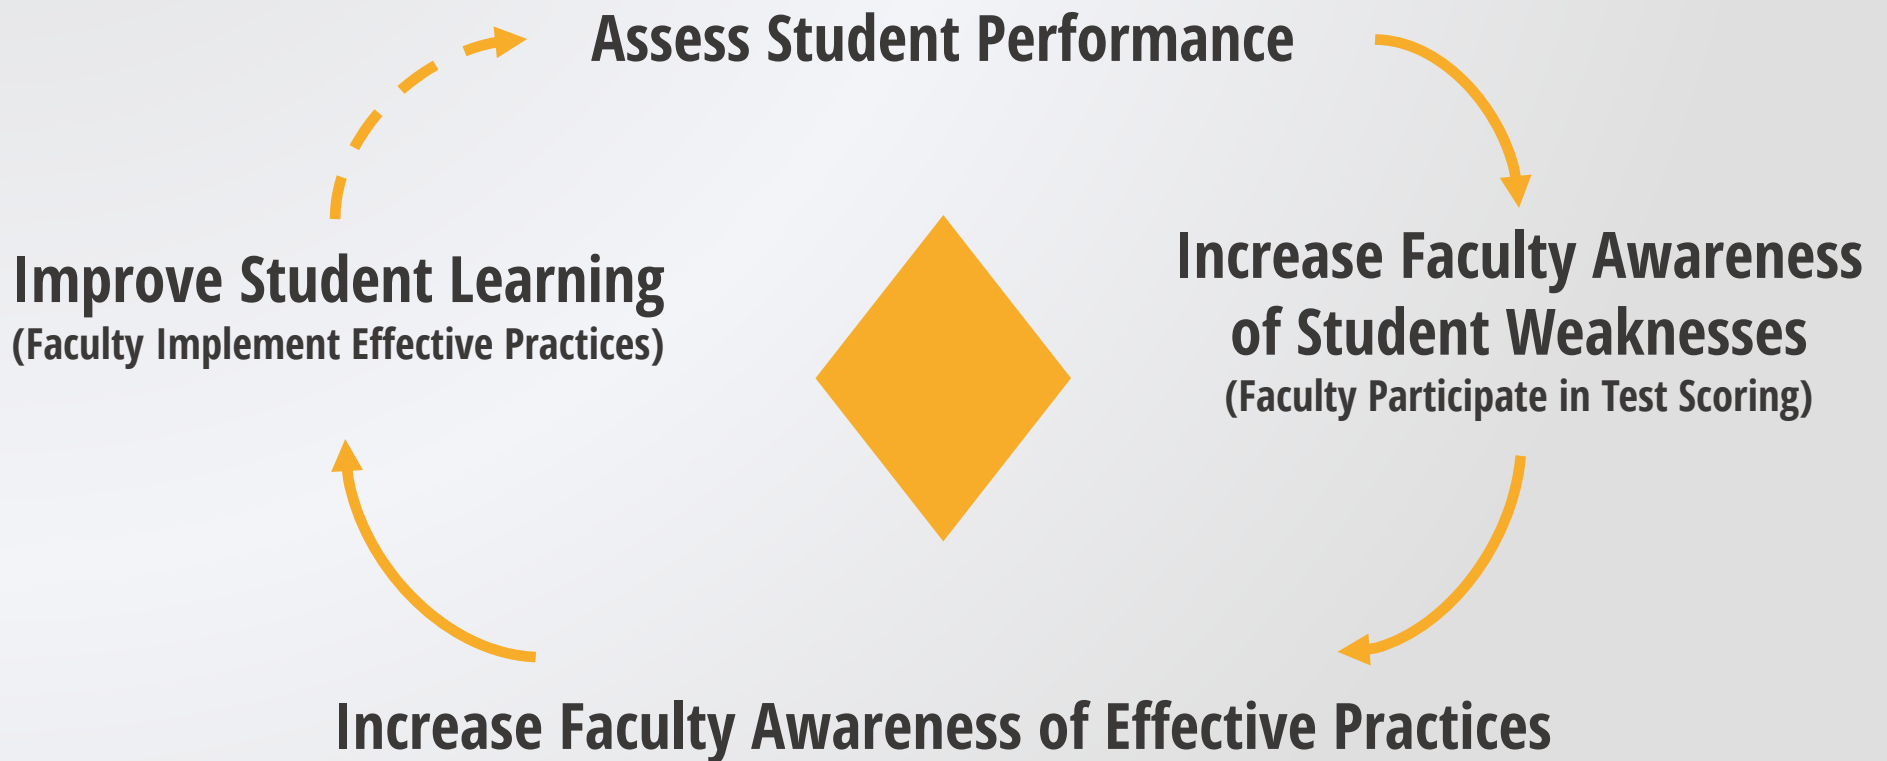 Assess Student Performance
Increase Faculty Awareness
of Student Weaknesses
(Faculty Participate in Test Scoring)
Increase Faculty Awareness of Effective Practices
Improve Student Learning
(Faculty Implement Effective Practices)